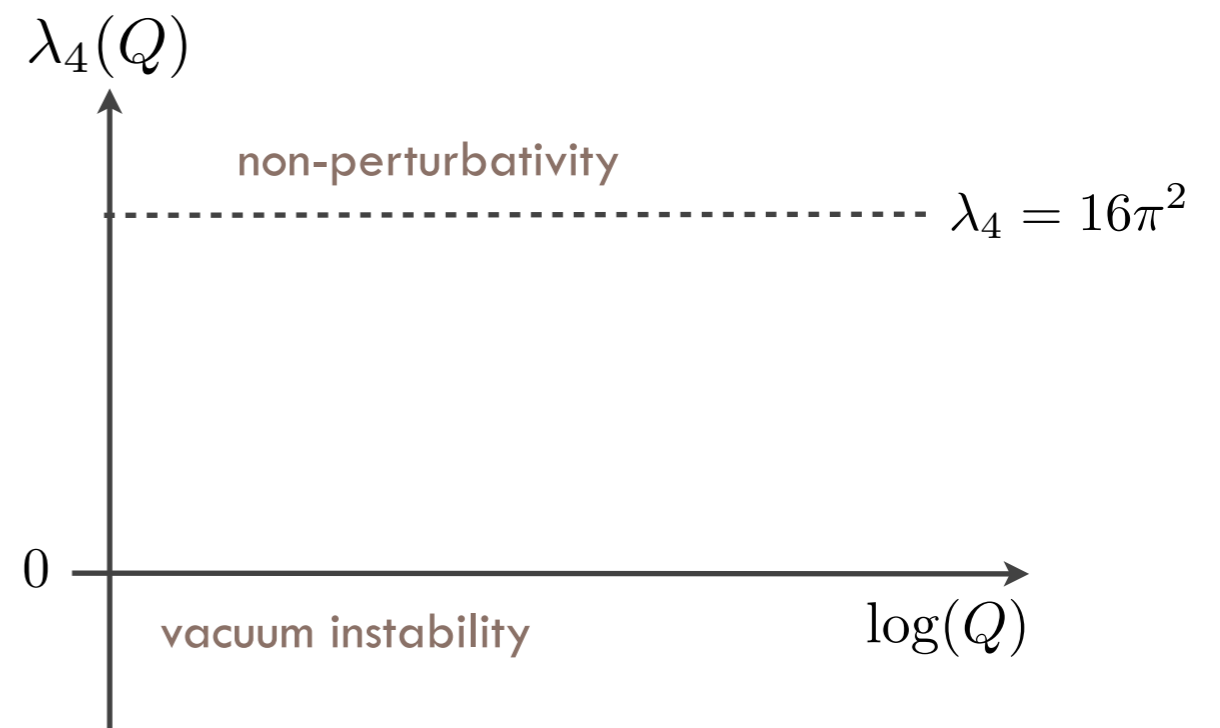 λ₄(Q)
non-perturbativity
λ₄ = 16π²
0
vacuum instability
log(Q)